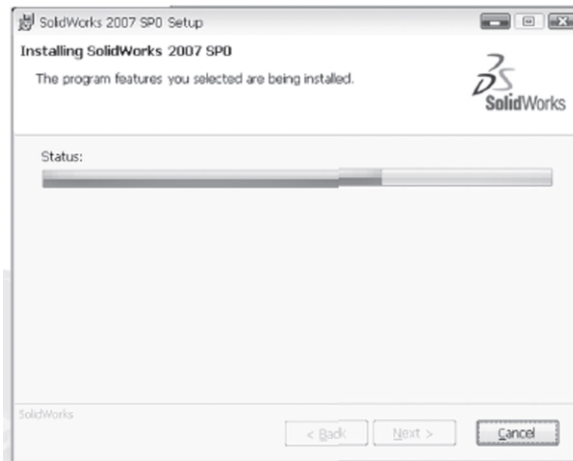 SolidWorks 2007 SP0 Setup
Installing SolidWorks 2007 SP0
The program features you selected are being installed.
SolidWorks
Status:
SolidWorks
< Back
Next >
Cancel